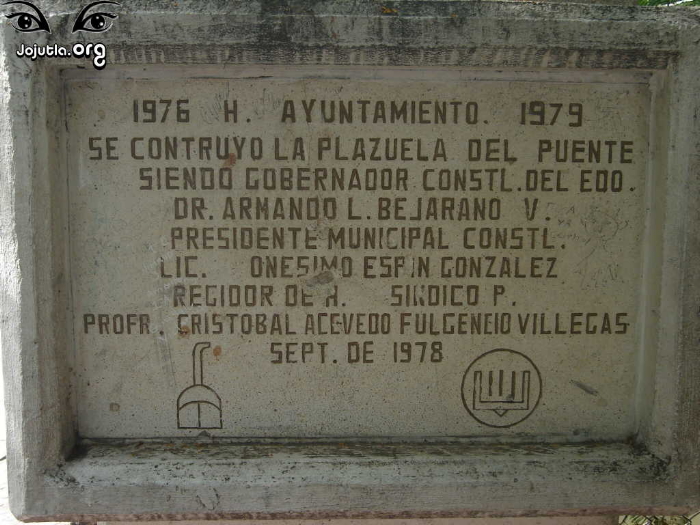 Jojutla.org
1976 H. AYUNTAMIENTO. 1979
SE CONTRUYO LA PLAZUELA DEL PUENTE
SIENDO GOBERNADOR CONSTL. DEL EDO.
DR. ARMANDO L. BEJARANO V.
PRESIDENTE MUNICIPAL CONSTL.
LIC. ONESIMO ESPIN GONZALEZ
REGIDOR DE H. SINDICO P.
PROFR. CRISTOBAL ACEVEDO FULGENCIO VILLEGAS
SEPT. DE 1978